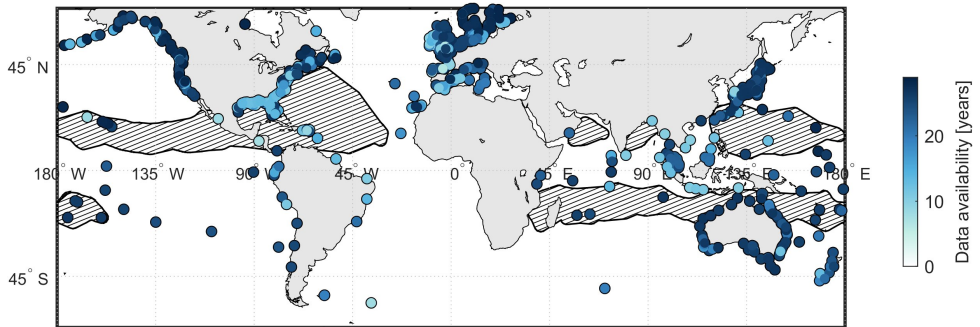 45° N
20
Data availability [years]
180° W
135° W
90° W
45° W
0°
45° E
90° E
135° E
180° E
10
45° S
0